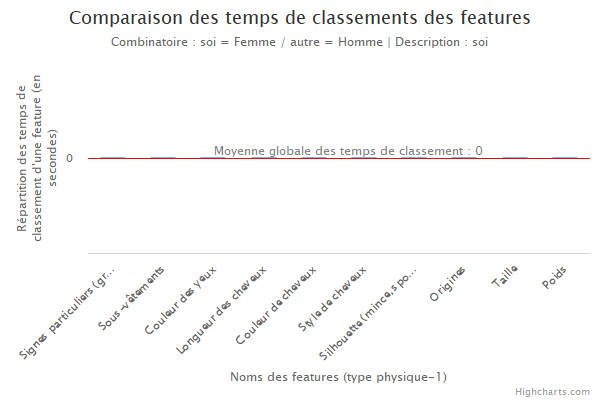 Comparaison des temps de classements des features
Combinatoire : soi = Femme / autre = Homme | Description : soi
Répartition des temps de
classement d'une feature (en
secondes)
0
Moyenne globale des temps de classement : 0
Signes particuliers (gr…
Sous-vêtements
Couleur des yeux
Longueur des cheveux
Couleur de cheveux
Style de cheveux
Silhouette (mince,s po…
Origines
Taille
Poids
Noms des features (type physique-1)
Highcharts.com